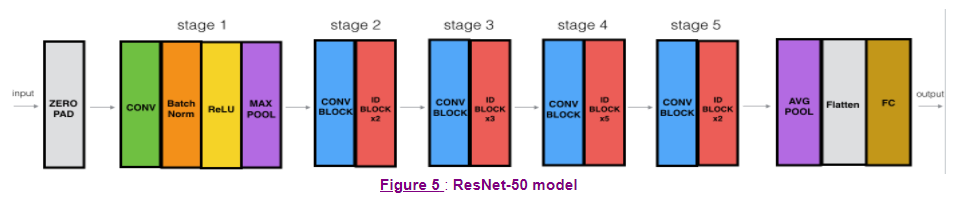 stage 1
stage 2
stage 3
stage 4
stage 5
input
ZERO
PAD
CONV
Batch
Norm
ReLU
MAX
POOL
CONV
BLOCK
ID
BLOCK
x2
CONV
BLOCK
ID
BLOCK
x3
CONV
BLOCK
ID
BLOCK
x5
CONV
BLOCK
ID
BLOCK
x2
AVG
POOL
Flatten
FC
output
Figure 5 : ResNet-50 model